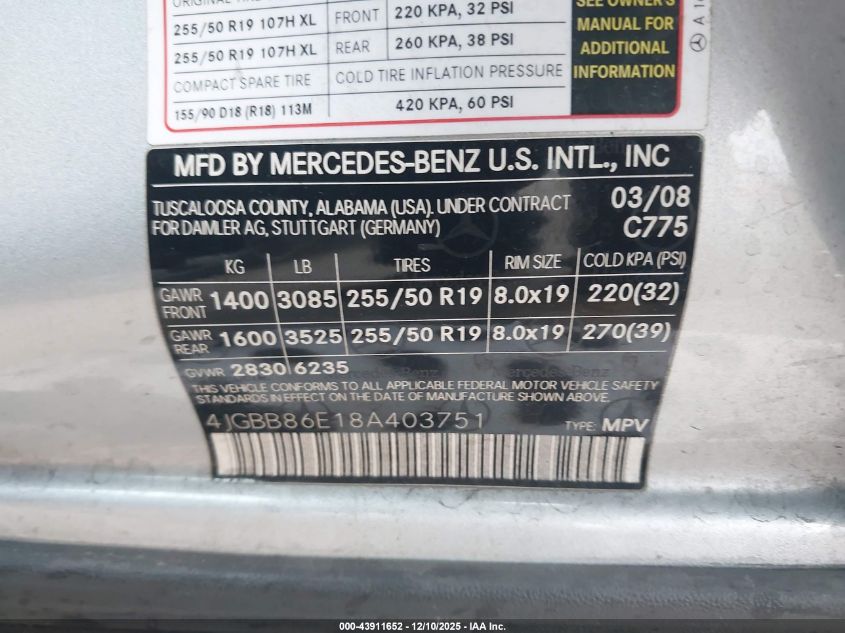 255/50 R19 107H XL FRONT 220 KPA, 32 PSI
255/50 R19 107H XL REAR 260 KPA, 38 PSI
COMPACT SPARE TIRE COLD TIRE INFLATION PRESSURE
155/90 D18 (R18) 113M 420 KPA, 60 PSI
SEE OWNER'S
MANUAL FOR
ADDITIONAL
INFORMATION
MFD BY MERCEDES-BENZ U.S. INTL., INC
TUSCALOOSA COUNTY, ALABAMA (USA). UNDER CONTRACT 03/08
FOR DAIMLER AG, STUTTGART (GERMANY) C775
KG LB TIRES RIM SIZE COLD KPA (PSI)
GAWR FRONT 1400 3085 255/50 R19 8.0x19 220(32)
GAWR REAR 1600 3525 255/50 R19 8.0x19 270(39)
GVWR 2830 6235
Mercedes-Benz Mercedes-Benz
THIS VEHICLE CONFORMS TO ALL APPLICABLE FEDERAL MOTOR VEHICLE SAFETY
STANDARDS IN EFFECT ON THE DATE OF MANUFACTURE SHOWN ABOVE.
4JGBB86E18A403751 TYPE: MPV
000-43911652 - 12/10/2025 - IAA Inc.